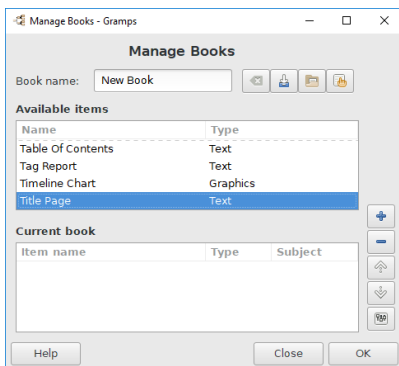 Manage Books - Gramps
Manage Books
Book name: New Book
Available items
Name Type
Table Of Contents Text
Tag Report Text
Timeline Chart Graphics
Title Page Text
Current book
Item name Type Subject
Help Close OK